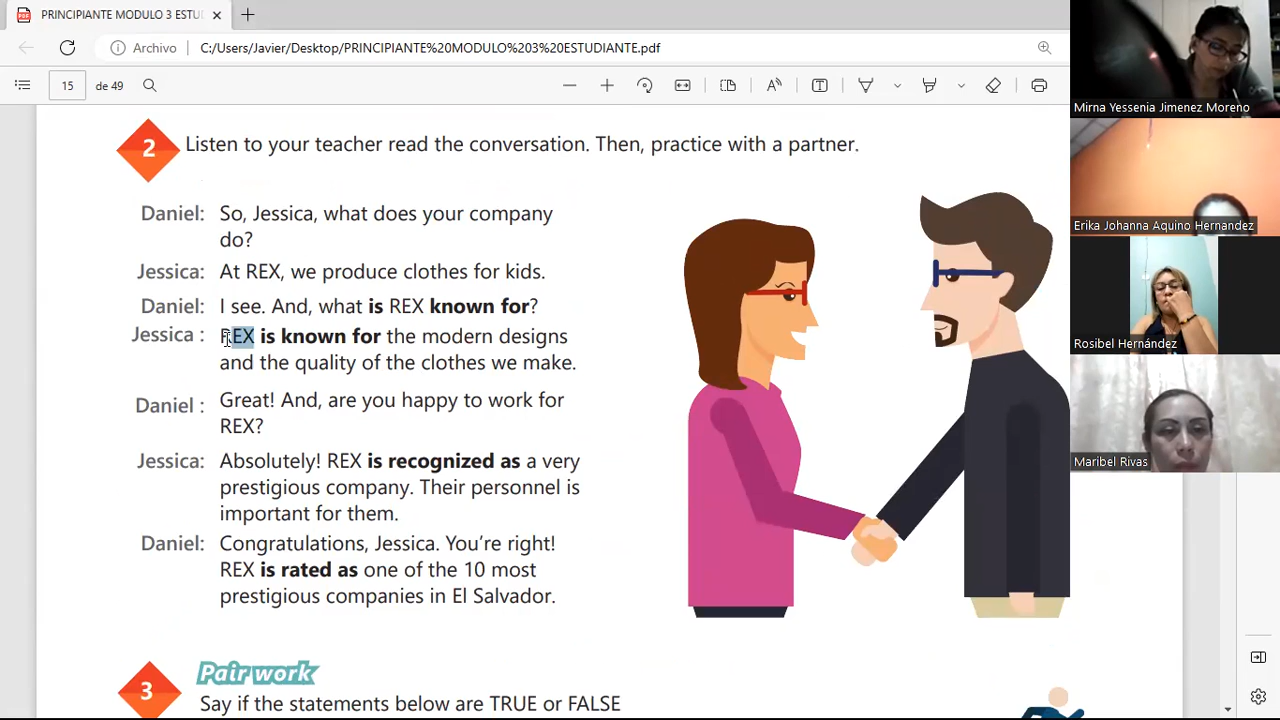 PRINCIPIANTE MODULO 3 ESTU
Archivo
C:/Users/Javier/Desktop/PRINCIPIANTE%20MODULO%203%20ESTUDIANTE.pdf
15
de 49
2
Listen to your teacher read the conversation. Then, practice with a partner.
Daniel: So, Jessica, what does your company
do?
Jessica: At REX, we produce clothes for kids.
Daniel: I see. And, what is REX known for?
Jessica : REX is known for the modern designs
and the quality of the clothes we make.
Daniel : Great! And, are you happy to work for
REX?
Jessica: Absolutely! REX is recognized as a very
prestigious company. Their personnel is
important for them.
Daniel: Congratulations, Jessica. You’re right!
REX is rated as one of the 10 most
prestigious companies in El Salvador.
3
Pair work
Say if the statements below are TRUE or FALSE
Mirna Yessenia Jimenez Moreno
Erika Johanna Aquino Hernandez
Rosibel Hernández
Maribel Rivas